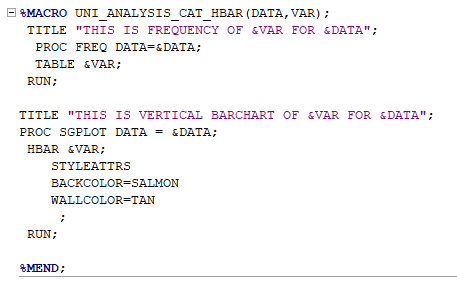 %MACRO UNI_ANALYSIS_CAT_HBAR(DATA,VAR);
TITLE "THIS IS FREQUENCY OF &VAR FOR &DATA";
PROC FREQ DATA=&DATA;
TABLE &VAR;
RUN;
TITLE "THIS IS VERTICAL BARCHART OF &VAR FOR &DATA";
PROC SGPLOT DATA = &DATA;
HBAR &VAR;
STYLEATTRS
BACKCOLOR=SALMON
WALLCOLOR=TAN
;
RUN;
%MEND;